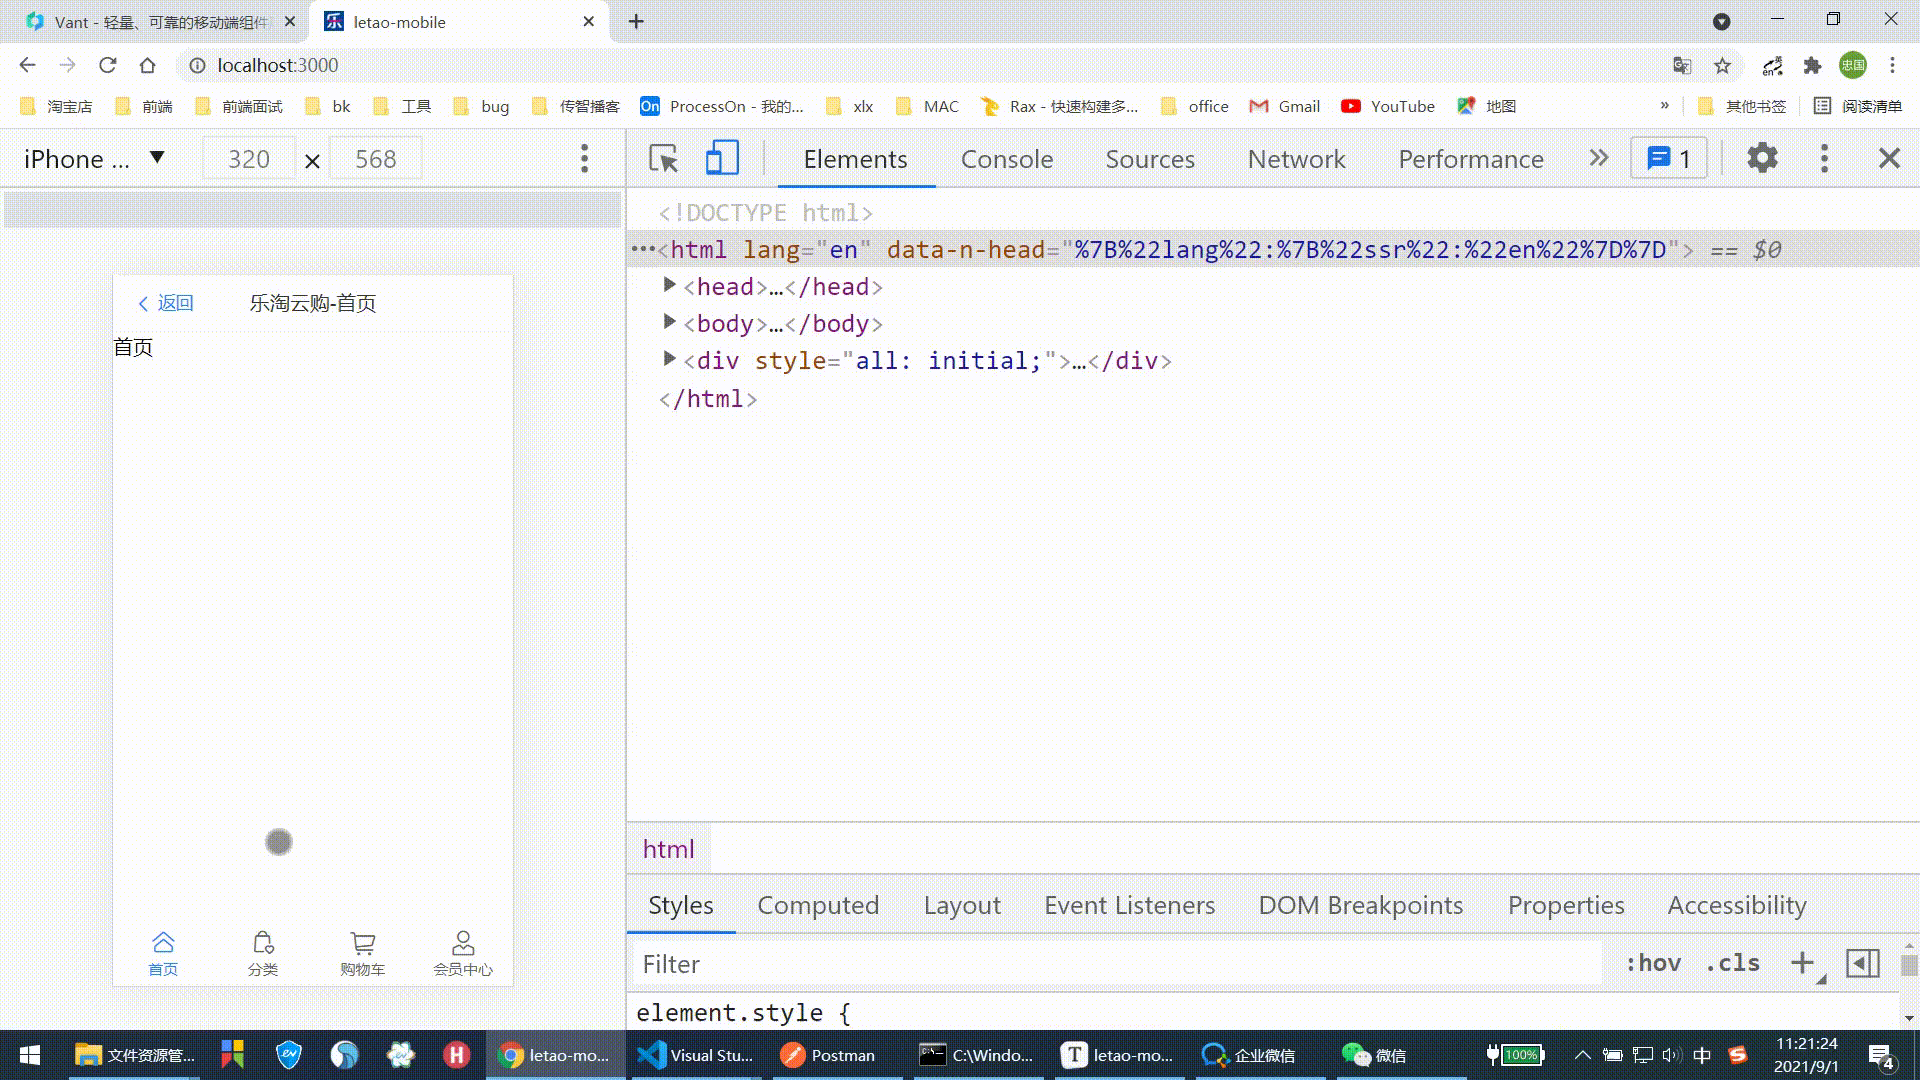 Vant - 轻量、可靠的移动端组件
letao-mobile
localhost:3000
淘宝店
前端
前端面试
bk
工具
bug
传智播客
On ProcessOn - 我的...
xlx
MAC
Rax - 快速构建多...
office
Gmail
YouTube
地图
»
其他书签
阅读清单
iPhone ... ▼ 320 × 568
Elements Console Sources Network Performance » 1
<!DOCTYPE html>
···<html lang="en" data-n-head="%7B%22lang%22:%7B%22ssr%22:%22en%22%7D%7D"> == $0
<head>…</head>
<body>…</body>
<div style="all: initial;">…</div>
</html>
返回 乐淘云购-首页
首页
首页 分类 购物车 会员中心
html
Styles Computed Layout Event Listeners DOM Breakpoints Properties Accessibility
Filter :hov .cls
element.style {
文件资源管...
letao-mo...
Visual Stu...
Postman
C:\Windo...
letao-mo...
企业微信
微信
100%
中
11:21:24
2021/9/1
4